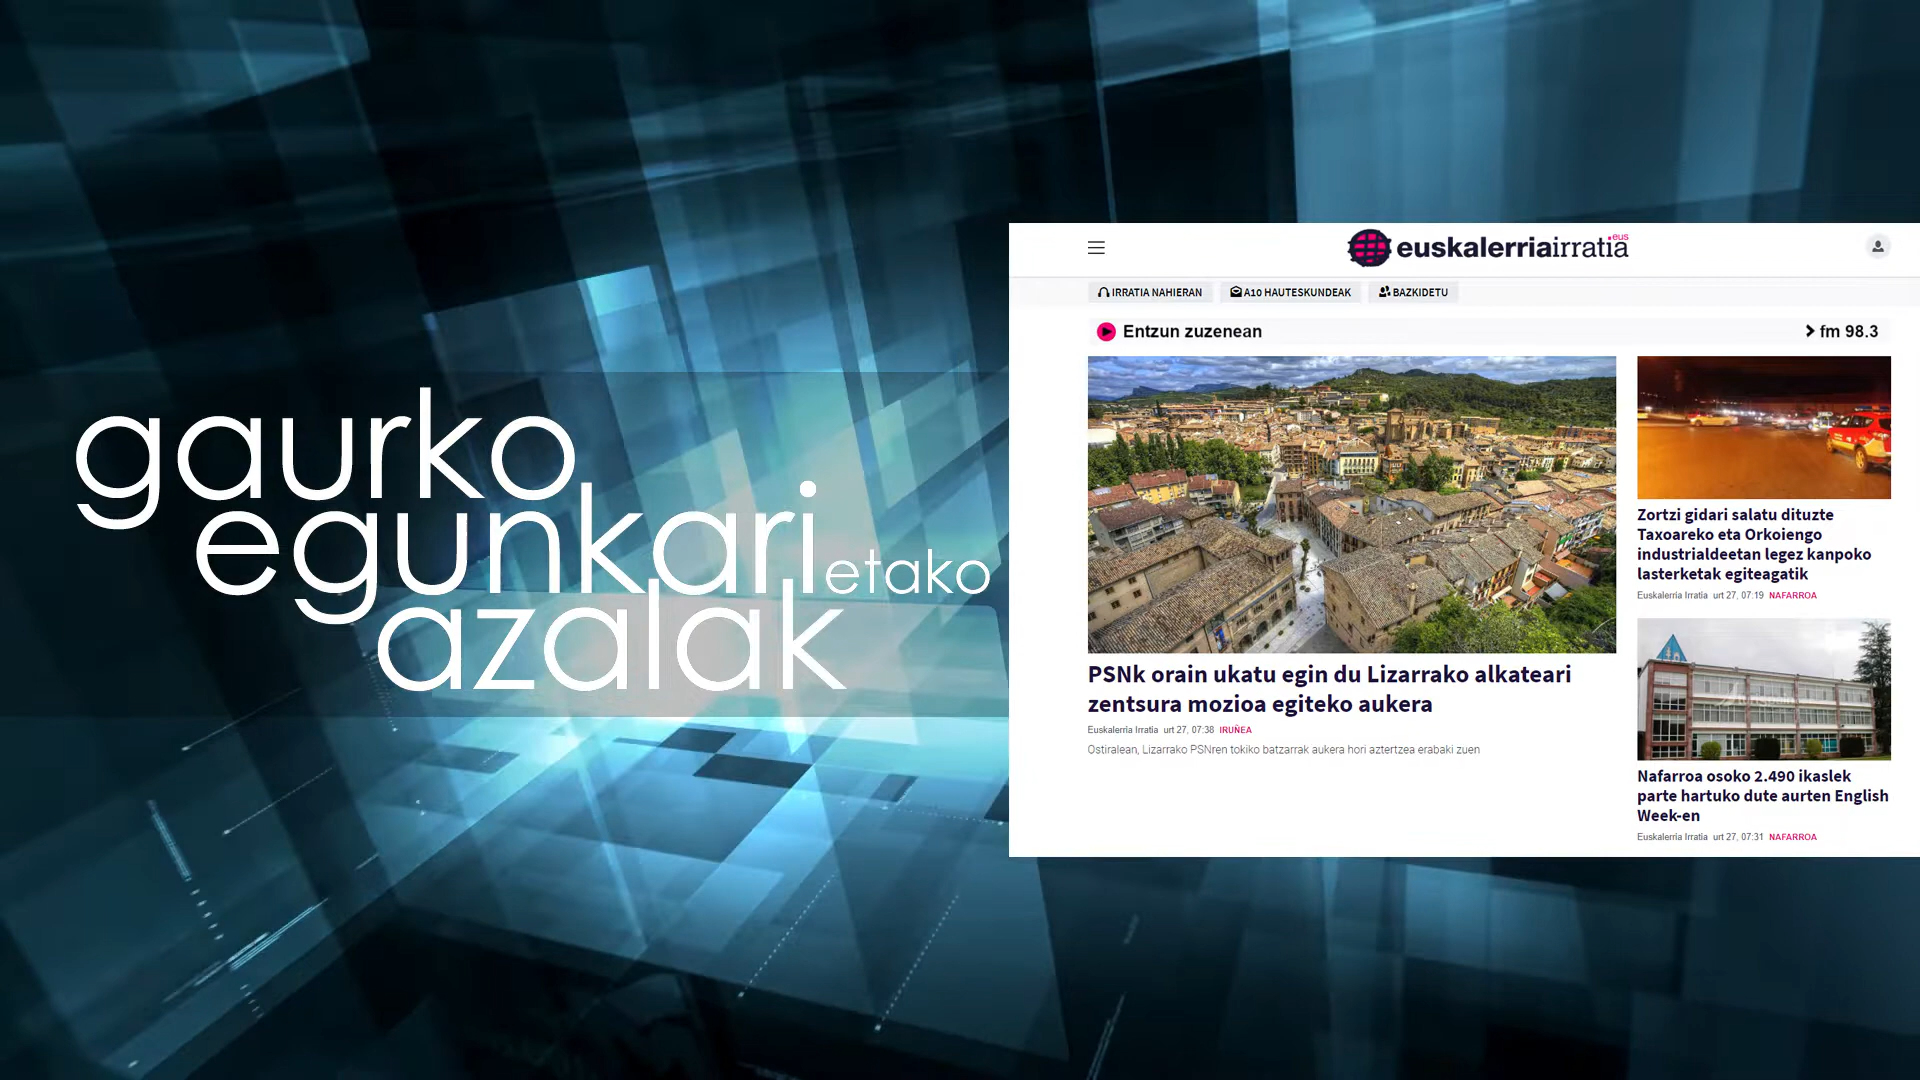 gaurko
egunkarietako
azalak
euskalerriairratia.eus
IRRATIA NAHIERAN
A10 HAUTESKUNDEAK
BAZKIDETU
Entzun zuzenean
fm 98.3
PSNk orain ukatu egin du Lizarrako alkateari
zentsura mozioa egiteko aukera
Euskalerria Irratia urt 27, 07:38 IRUÑEA
Ostiralean, Lizarrako PSNren tokiko batzarrak aukera hori aztertzea erabaki zuen
Zortzi gidari salatu dituzte
Taxoareko eta Orkoiengo
industrialdeetan legez kanpoko
lasterketak egiteagatik
Euskalerria Irratia urt 27, 07:19 NAFARROA
Nafarroa osoko 2.490 ikaslek
parte hartuko dute aurten English
Week-en
Euskalerria Irratia urt 27, 07:31 NAFARROA